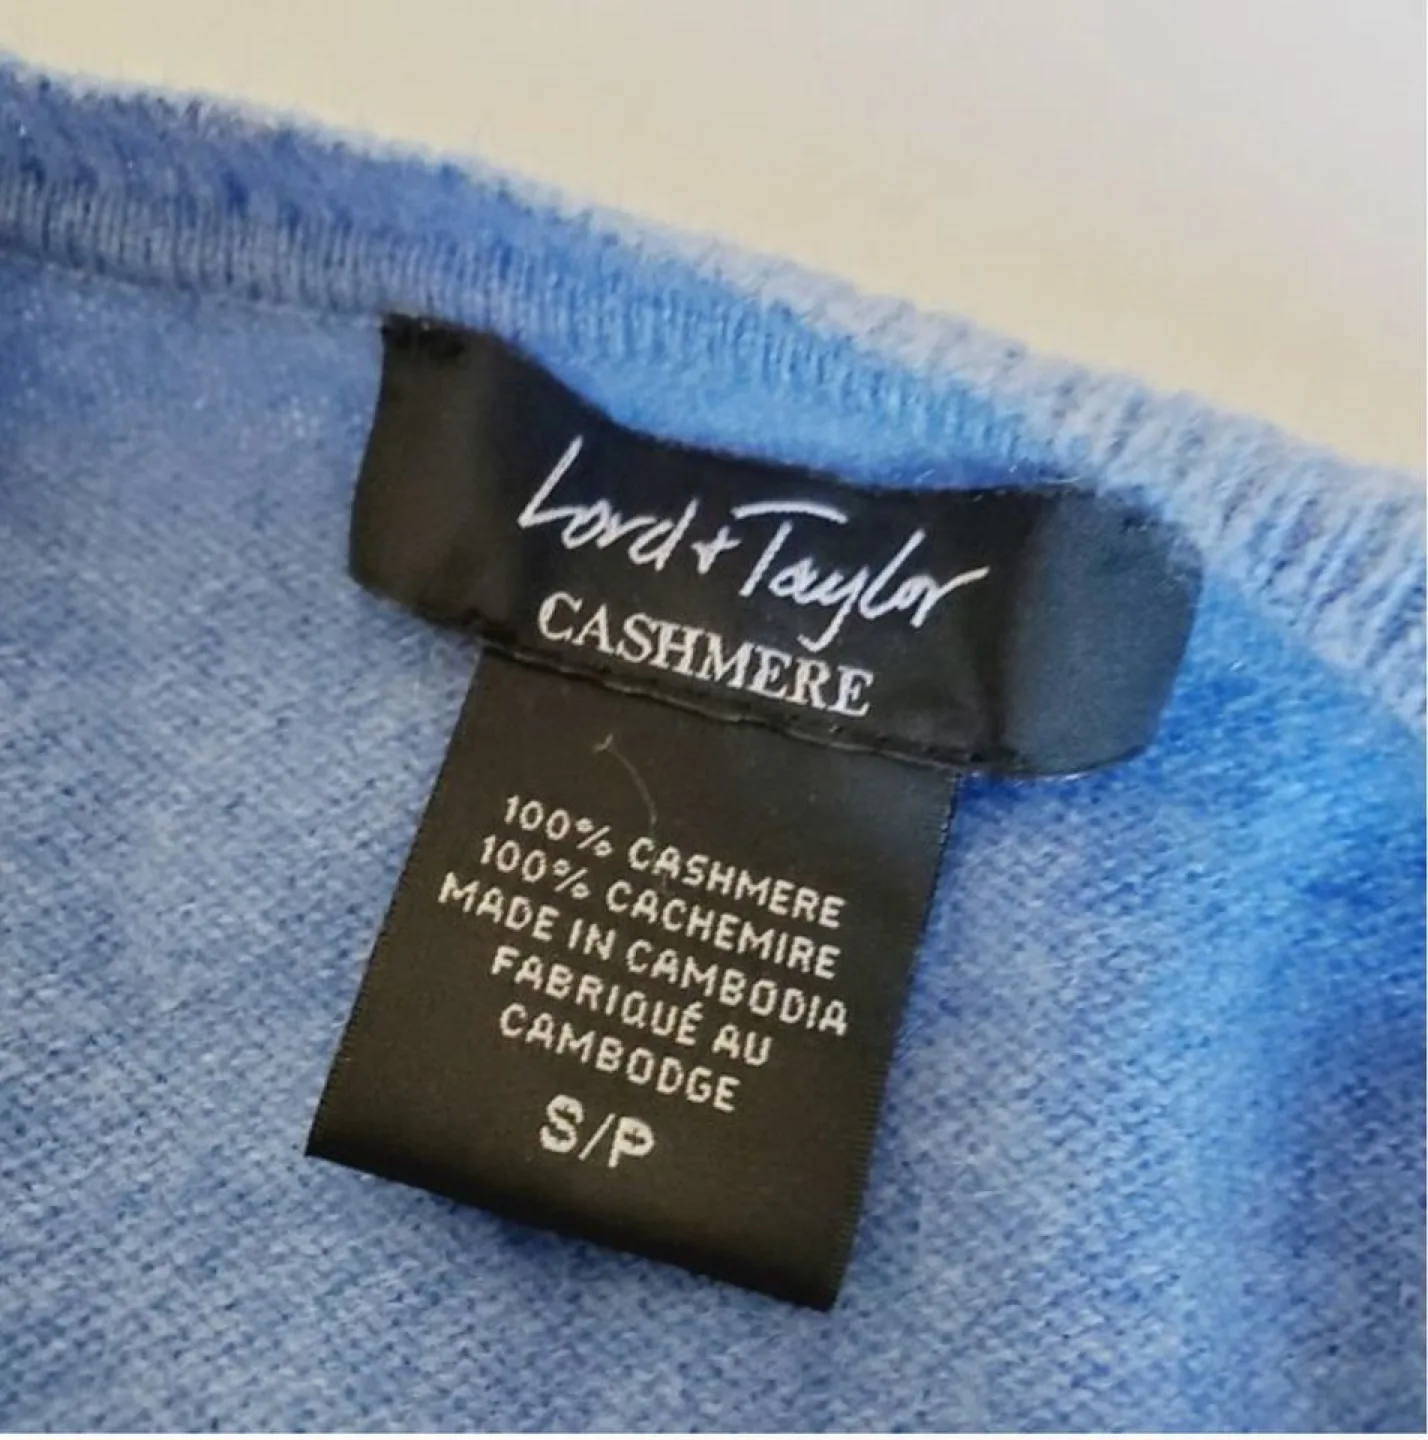 Lord + Taylor
CASHMERE
100% CASHMERE
100% CACHEMIRE
MADE IN CAMBODIA
FABRIQUÉ AU
CAMBODGE
S/P